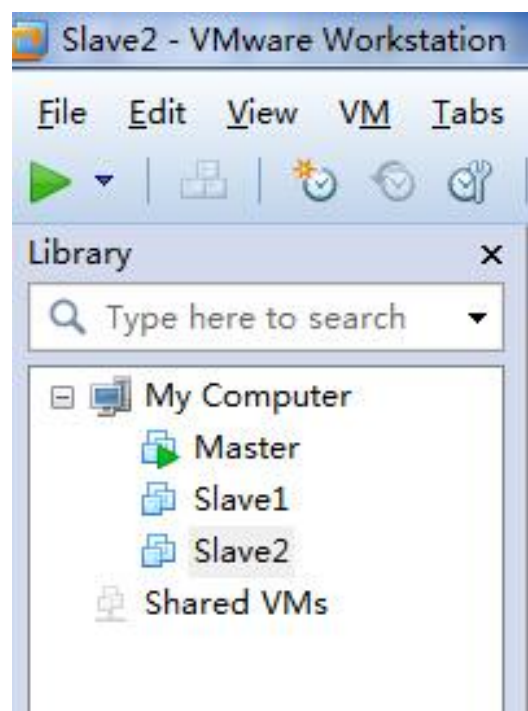 Slave2 - VMware Workstation
File Edit View VM Tabs
Library
Type here to search
My Computer
Master
Slave1
Slave2
Shared VMs